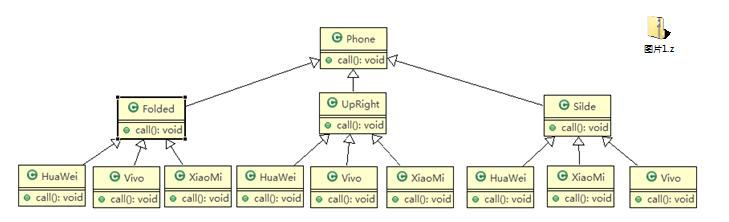 Phone
call(): void
图片1.z
Folded
call(): void
UpRight
call(): void
Silde
call(): void
HuaWei
call(): void
Vivo
call(): void
XiaoMi
call(): void
HuaWei
call(): void
Vivo
call(): void
XiaoMi
call(): void
HuaWei
call(): void
XiaoMi
call(): void
Vivo
call(): void